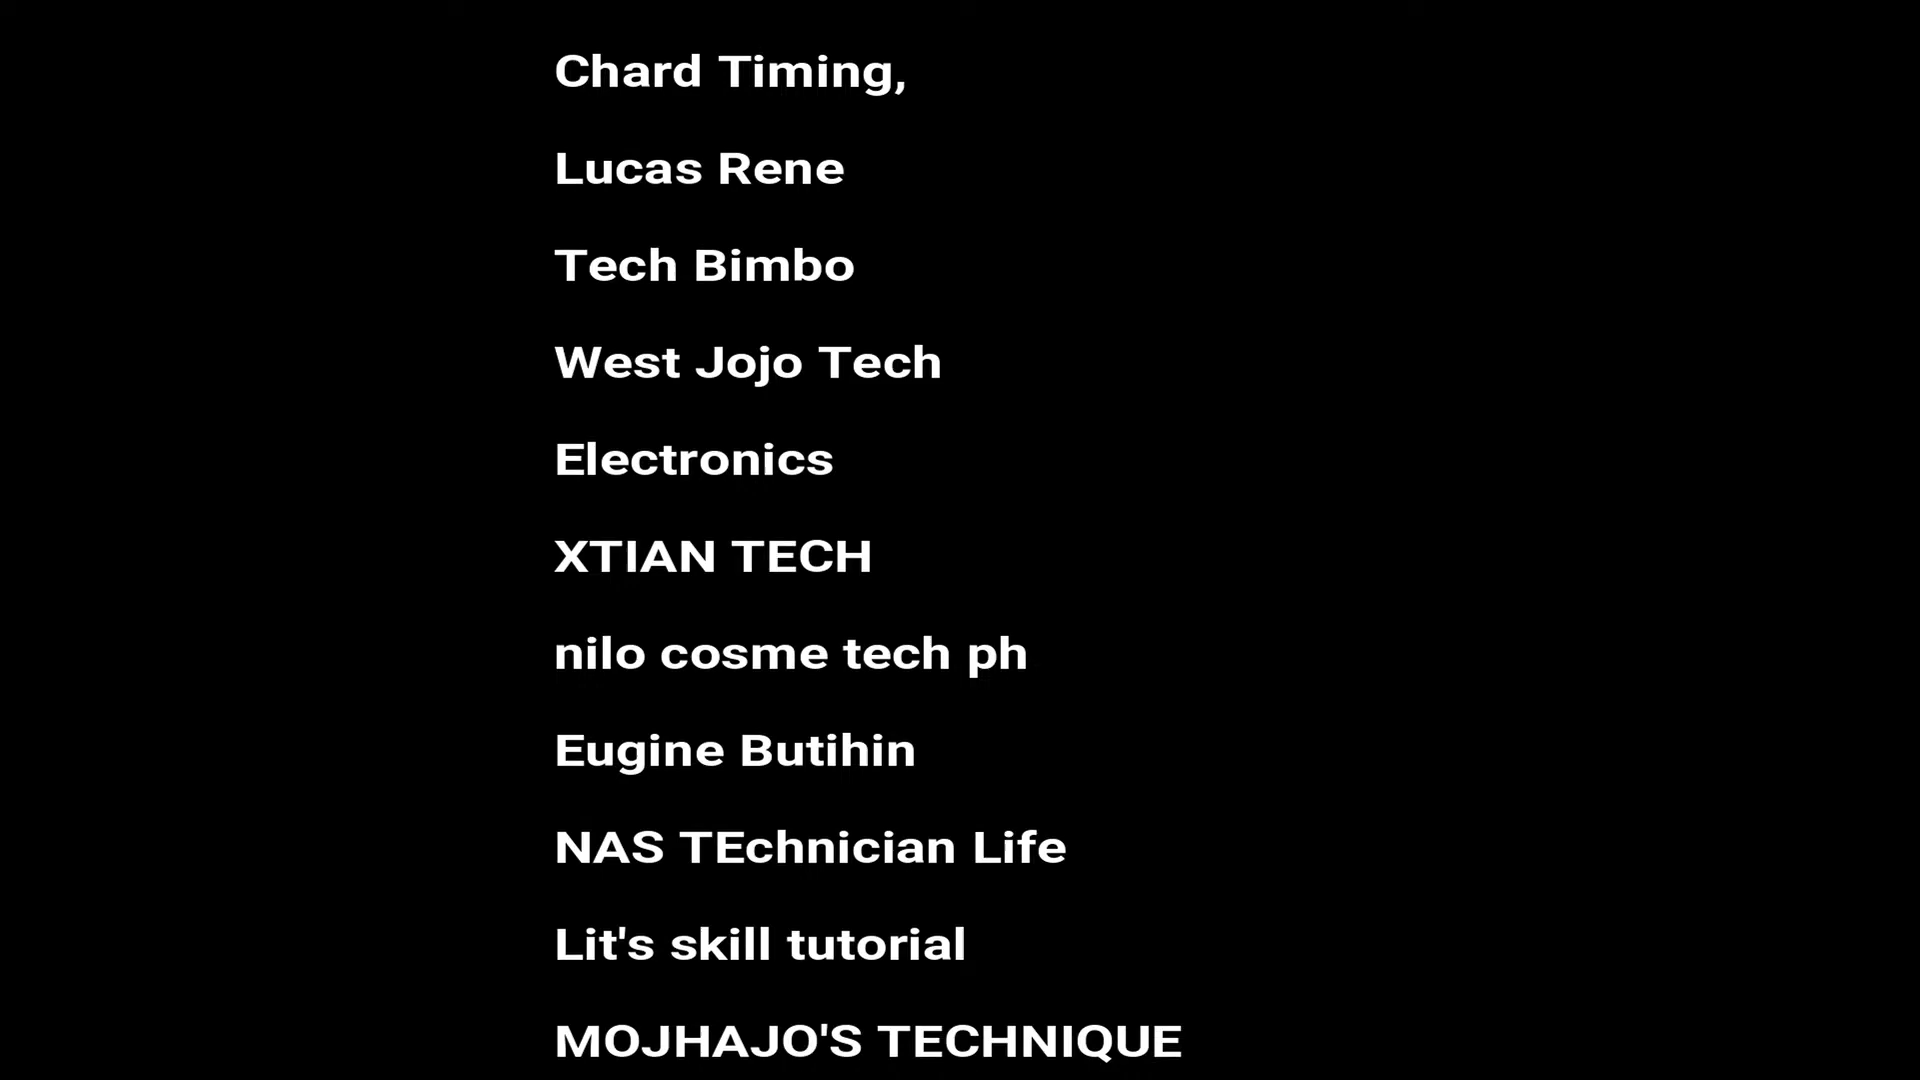 Chard Timing,
Lucas Rene
Tech Bimbo
West Jojo Tech
Electronics
XTIAN TECH
nilo cosme tech ph
Eugine Butihin
NAS TEchnician Life
Lit's skill tutorial
MOJHAJO'S TECHNIQUE